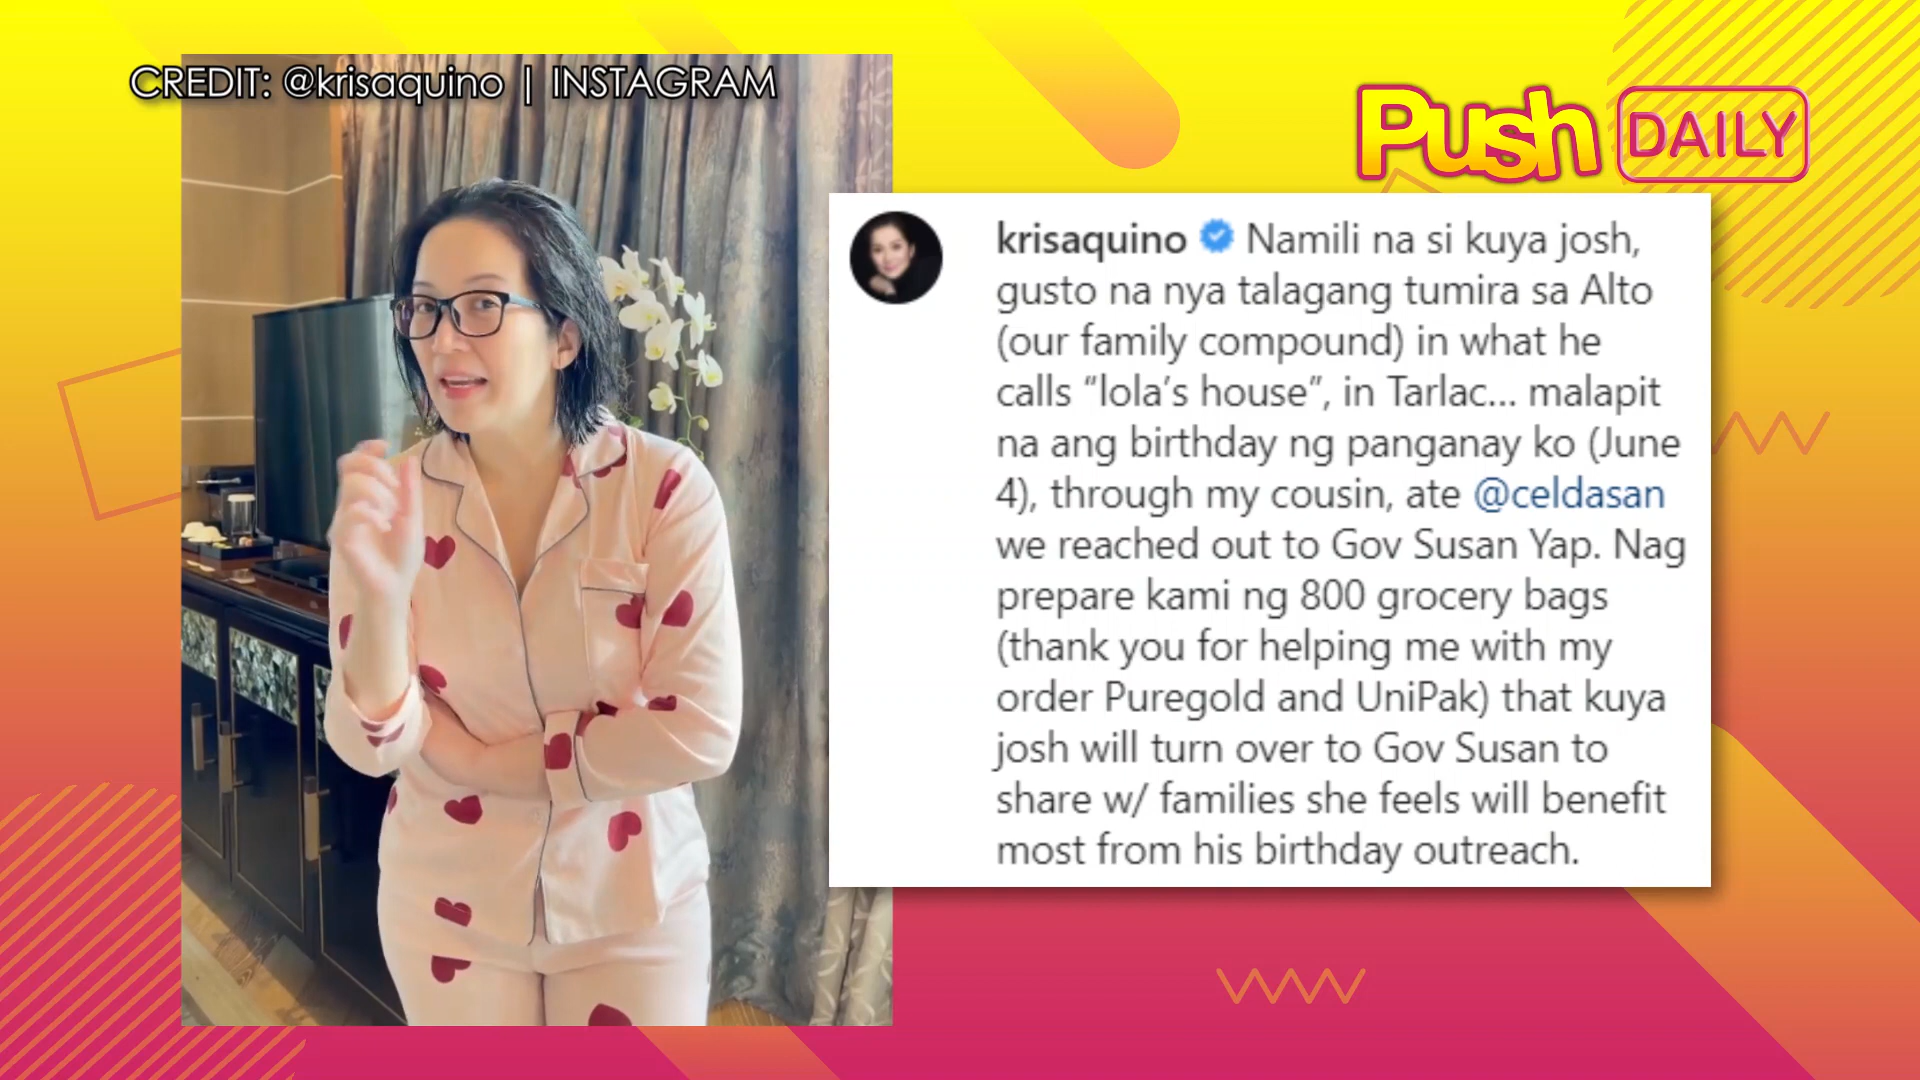 CREDIT: @krisaquino | INSTAGRAM
Push DAILY
krisaquino Namili na si kuya josh,
gusto na nya talagang tumira sa Alto
(our family compound) in what he
calls “lola’s house”, in Tarlac... malapit
na ang birthday ng panganay ko (June
4), through my cousin, ate @celdasan
we reached out to Gov Susan Yap. Nag
prepare kami ng 800 grocery bags
(thank you for helping me with my
order Puregold and UniPak) that kuya
josh will turn over to Gov Susan to
share w/ families she feels will benefit
most from his birthday outreach.